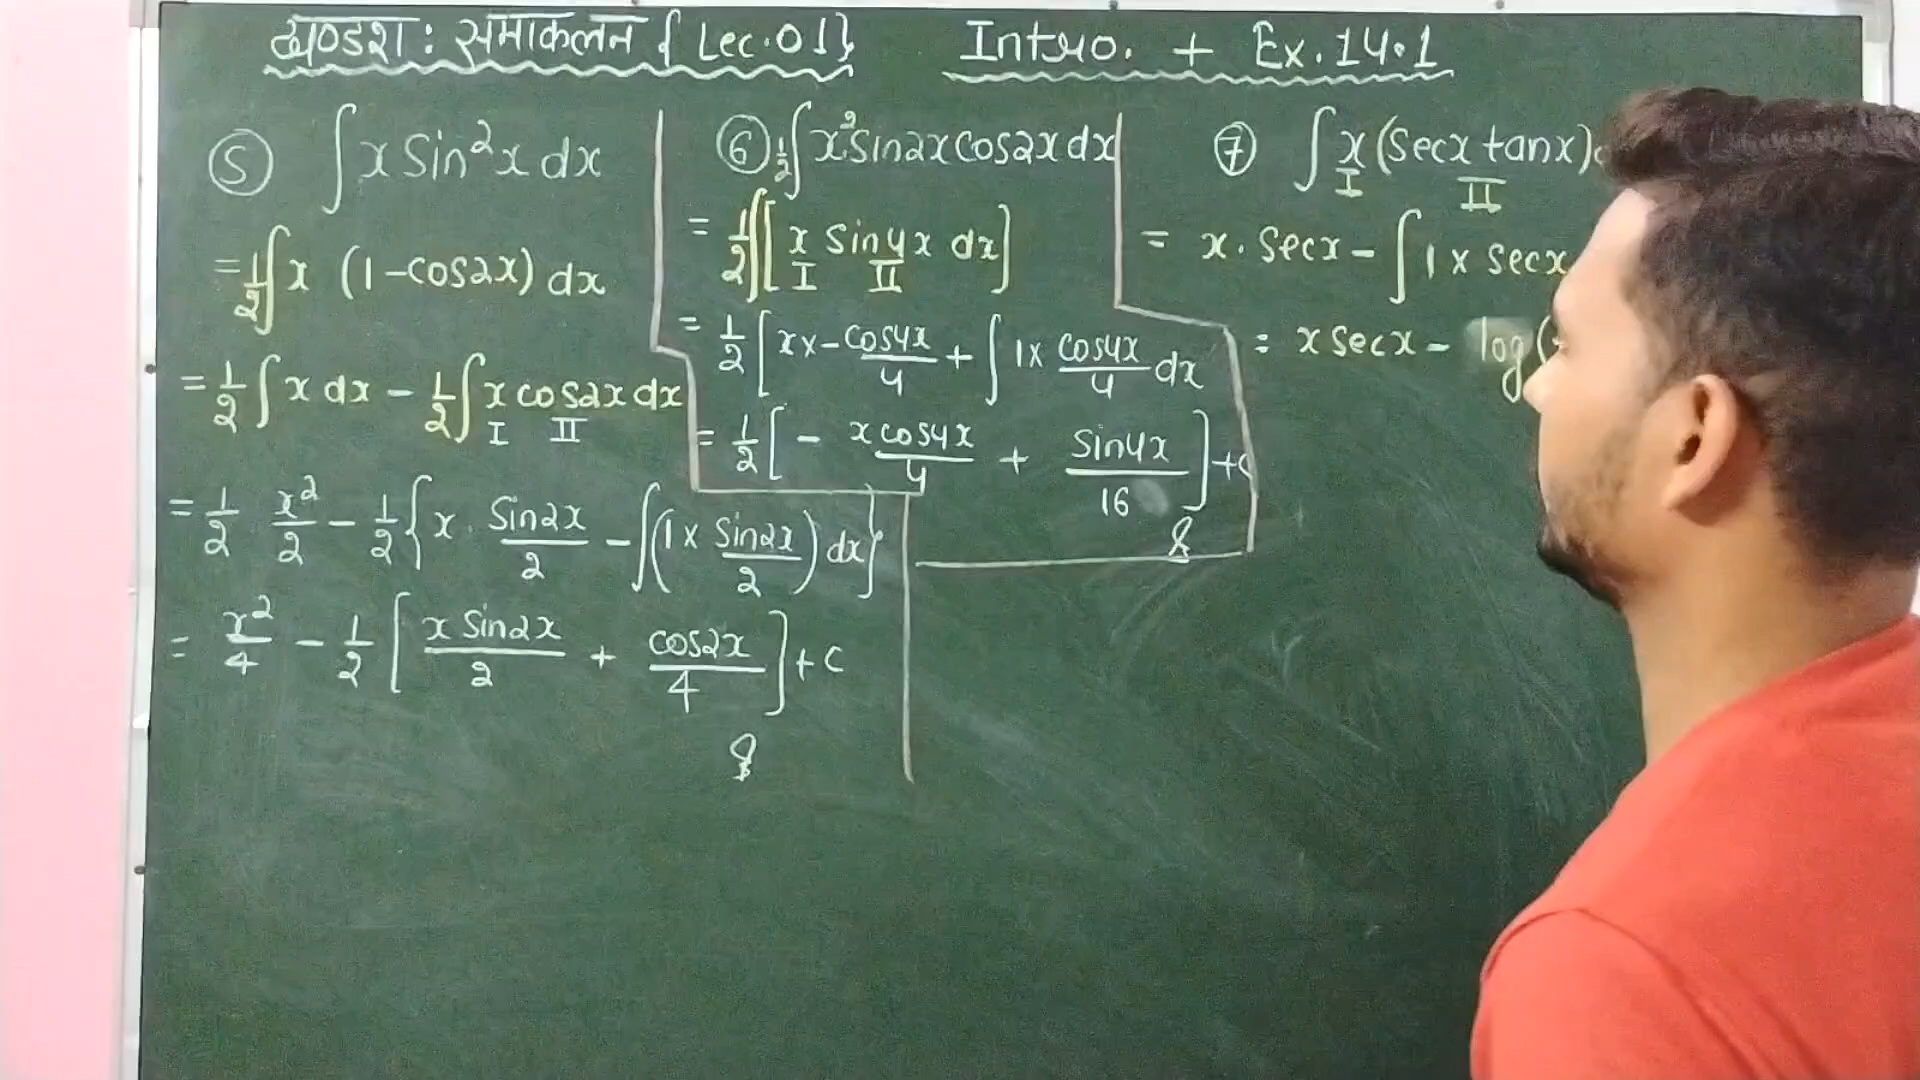 खण्डश: समाकलन { Lec.01} Intro. + Ex.14.1
⑤ ∫ x Sin²x dx
= 1/2 ∫ x (1-cos2x) dx
= 1/2 ∫ x dx - 1/2 ∫ x cos2x dx
I II
= 1/2 x²/2 - 1/2 { x. Sin2x/2 - ∫ (1 x Sin2x/2) dx }
= x²/4 - 1/2 [ x Sin2x/2 + cos2x/4 ] + c
⑥ 1/2 ∫ x 2Sin2x cos2x dx
= 1/2 ∫ [ x Sin4x dx ]
I II
= 1/2 [ x x - cos4x/4 + ∫ 1 x cos4x/4 dx
= 1/2 [ - x cos4x/4 + Sin4x/16 ] + c
⑦ ∫ x (Secx tanx)
I II
= x. Secx - ∫ 1 x secx
= x secx - log (